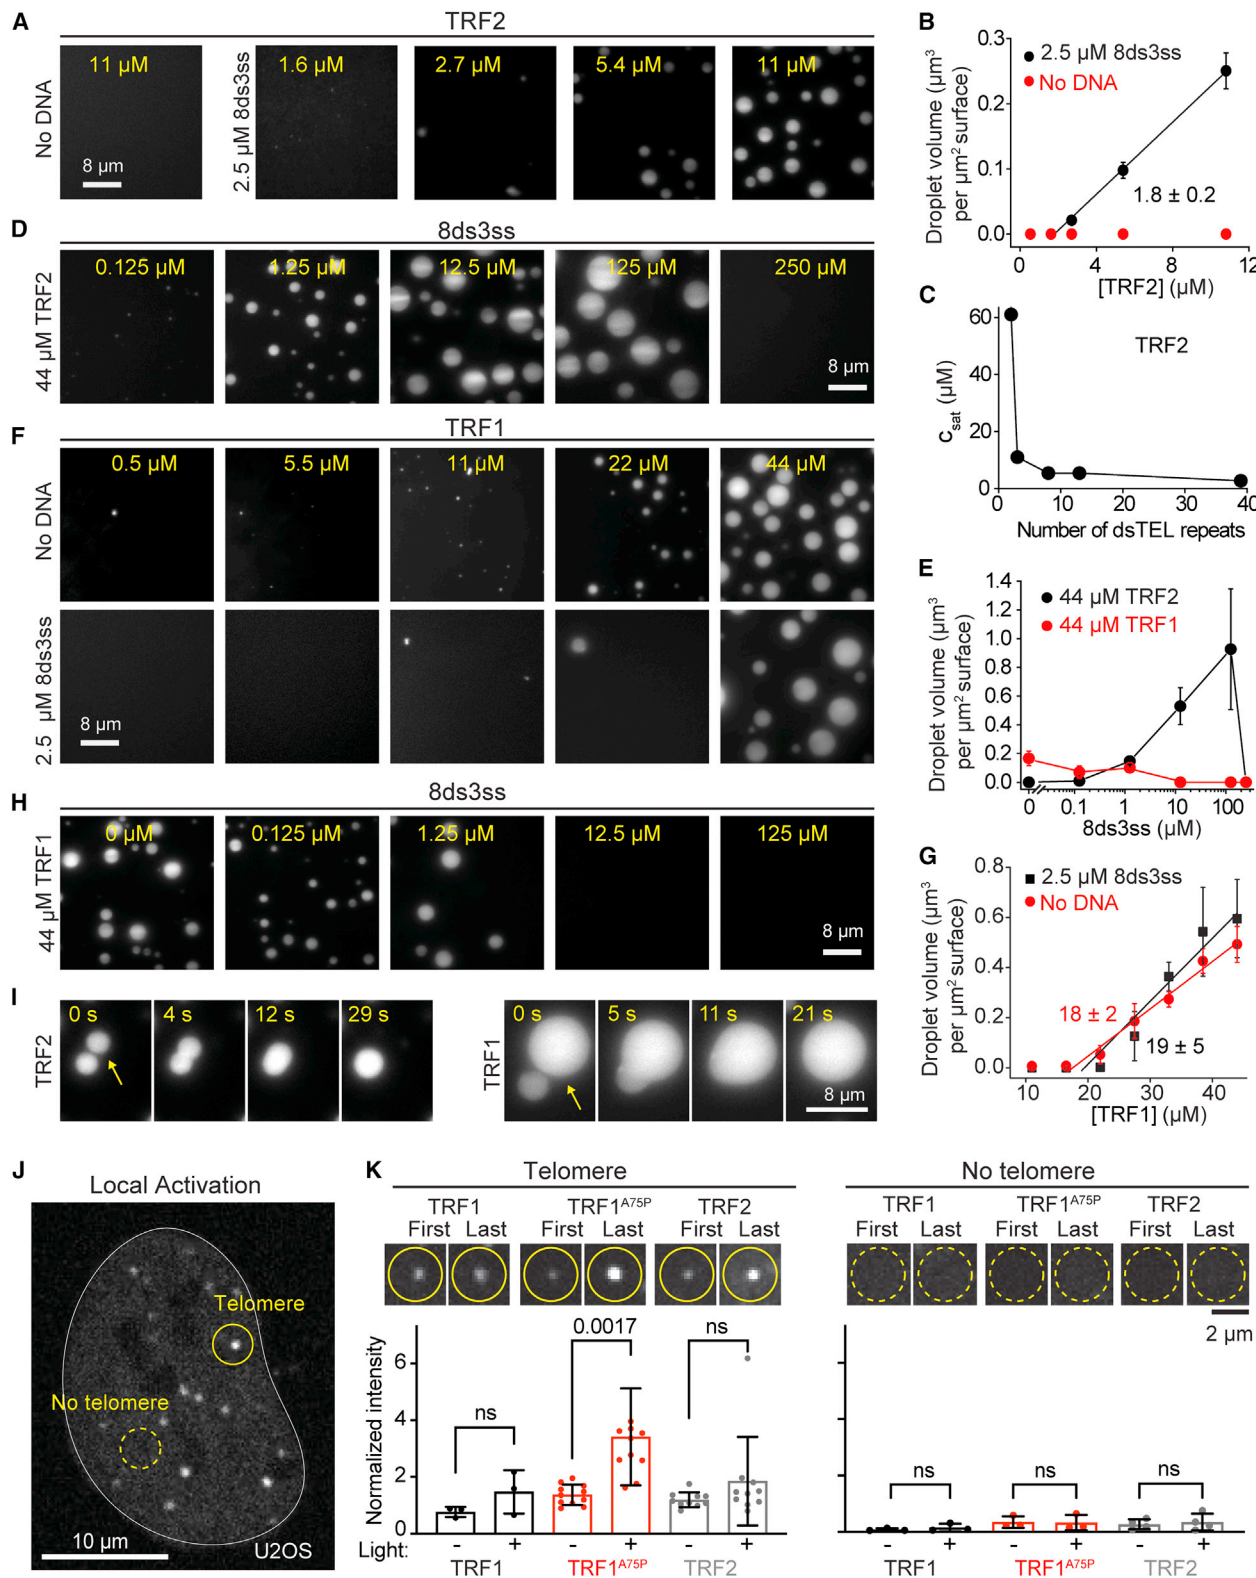 A
TRF2
No DNA
11 µM
8 µm
2.5 µM 8ds3ss
1.6 µM
2.7 µM
5.4 µM
11 µM
B
Droplet volume (µm³
per µm² surface)
0.3
0.2
0.1
0.0
2.5 µM 8ds3ss
No DNA
1.8 ± 0.2
0 4 8 12
[TRF2] (µM)
C
c_sat (µM)
60
40
20
0
TRF2
0 10 20 30 40
Number of dsTEL repeats
D
8ds3ss
44 µM TRF2
0.125 µM
1.25 µM
12.5 µM
125 µM
250 µM
8 µm
E
Droplet volume (µm³
per µm² surface)
1.4
1.2
1.0
0.8
0.6
0.4
0.2
0.0
44 µM TRF2
44 µM TRF1
0 0.1 1 10 100
8ds3ss (µM)
F
TRF1
No DNA
0.5 µM
5.5 µM
11 µM
22 µM
44 µM
2.5 µM 8ds3ss
8 µm
G
Droplet volume (µm³
per µm² surface)
0.8
0.6
0.4
0.2
0.0
2.5 µM 8ds3ss
No DNA
18 ± 2
19 ± 5
10 20 30 40
[TRF1] (µM)
H
8ds3ss
44 µM TRF1
0 µM
0.125 µM
1.25 µM
12.5 µM
125 µM
8 µm
I
TRF2
0 s
4 s
12 s
29 s
TRF1
0 s
5 s
11 s
21 s
8 µm
J
Local Activation
Telomere
No telomere
10 µm
U2OS
K
Telomere
TRF1 TRF1ᴬ⁷⁵ᴾ TRF2
First Last First Last First Last
No telomere
TRF1 TRF1ᴬ⁷⁵ᴾ TRF2
First Last First Last First Last
2 µm
Normalized intensity
6
4
2
0
ns
0.0017
ns
Light: - + - + - +
TRF1 TRF1ᴬ⁷⁵ᴾ TRF2
ns
ns
ns
- + - + - +
TRF1 TRF1ᴬ⁷⁵ᴾ TRF2